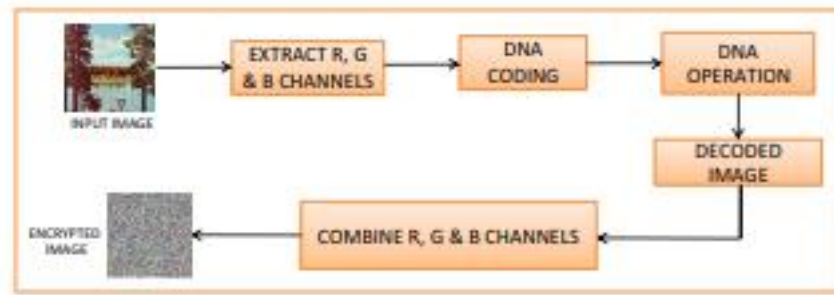 INPUT IMAGE
EXTRACT R, G
& B CHANNELS
DNA
CODING
DNA
OPERATION
DECODED
IMAGE
COMBINE R, G & B CHANNELS
ENCRYPTED
IMAGE